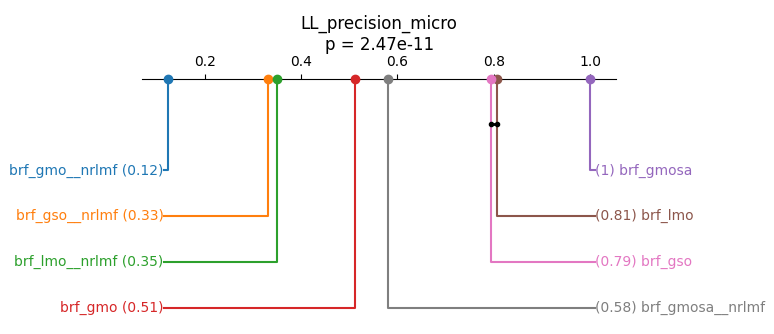 LL_precision_micro
p = 2.47e-11
0.2 0.4 0.6 0.8 1.0
brf_gmo__nrlmf (0.12) (1) brf_gmosa
brf_gso__nrlmf (0.33) (0.81) brf_lmo
brf_lmo__nrlmf (0.35) (0.79) brf_gso
brf_gmo (0.51) (0.58) brf_gmosa__nrlmf